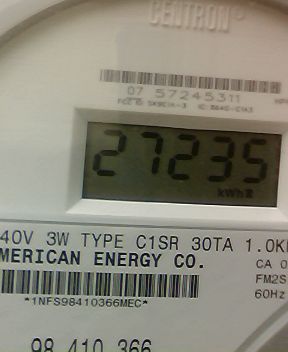 CENTRON®
07 57245311
27235
kWh
40V 3W TYPE C1SR 30TA 1.0K
MERICAN ENERGY CO.
CA 0
FM2S
*1NFS98410366MEC*
60Hz
98 410 366